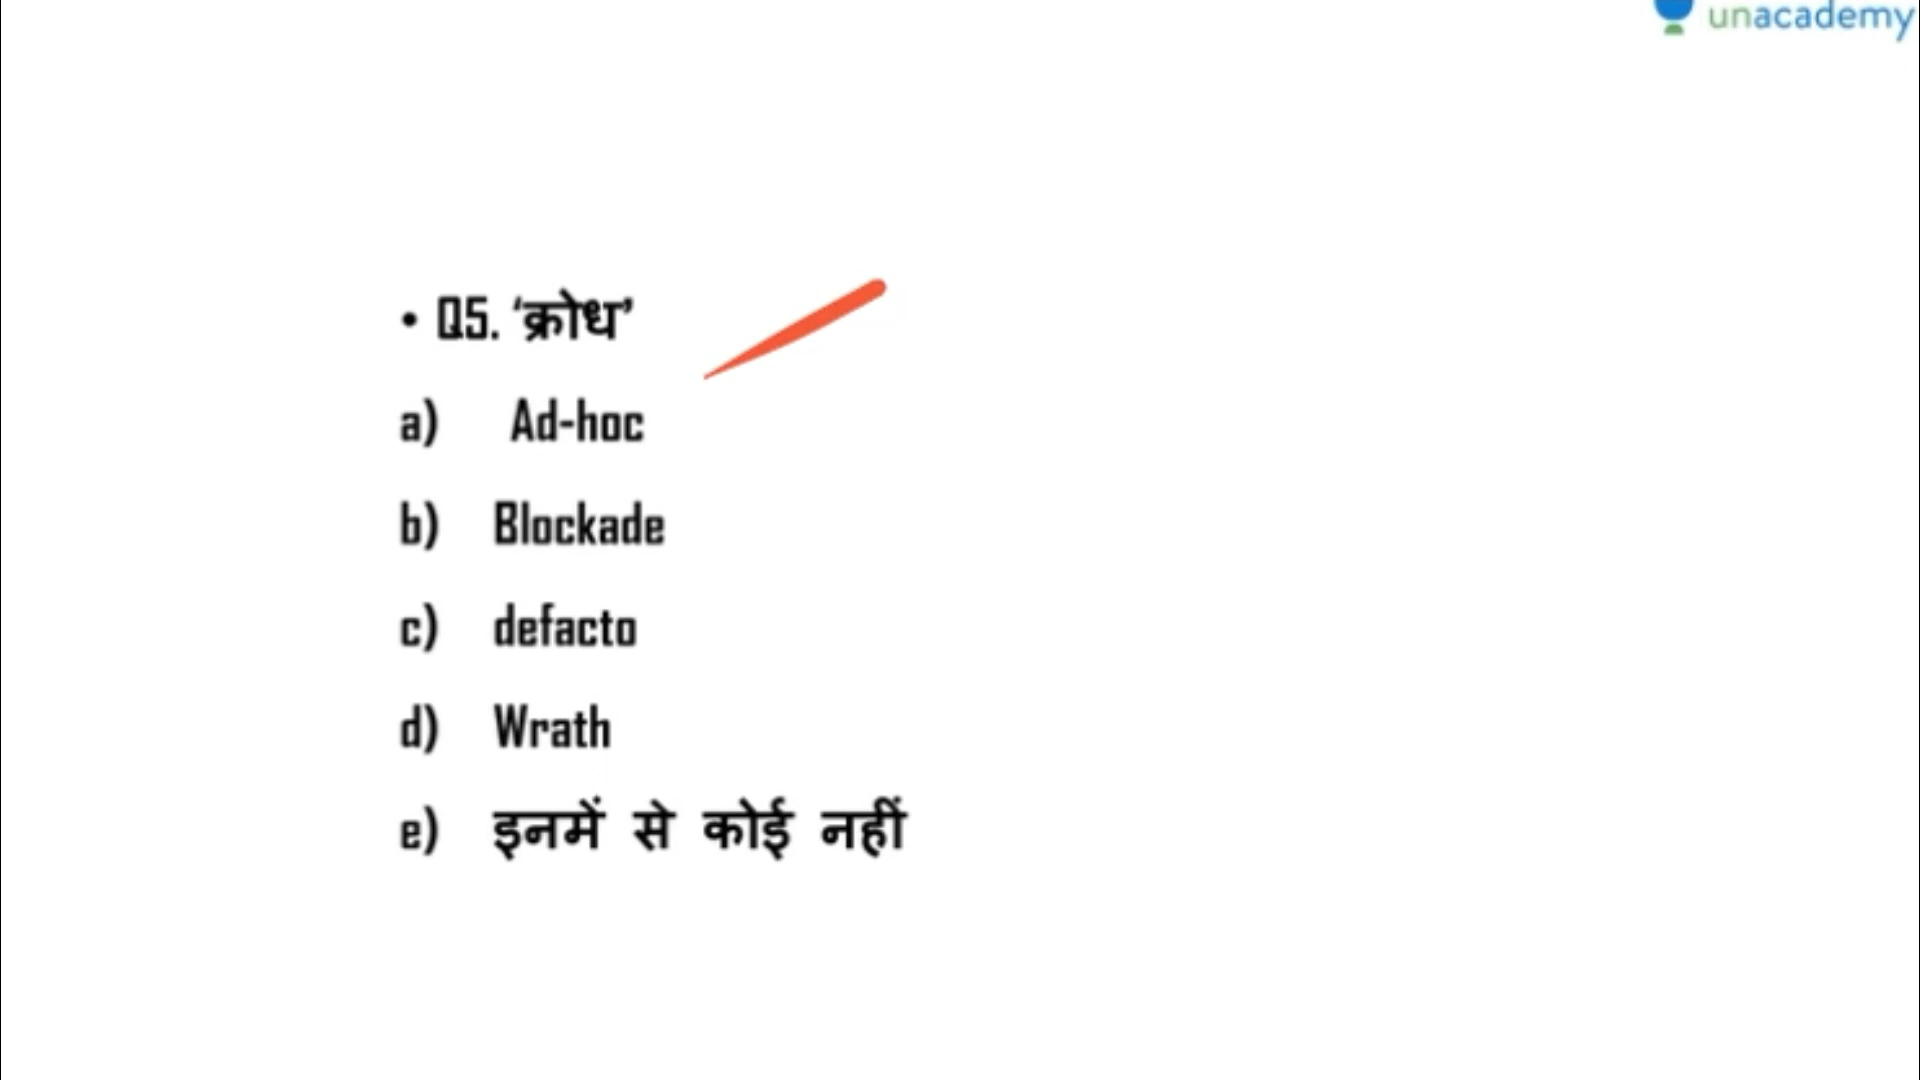 unacademy
• Q5. ‘क्रोध’
a) Ad-hoc
b) Blockade
c) defacto
d) Wrath
e) इनमें से कोई नहीं